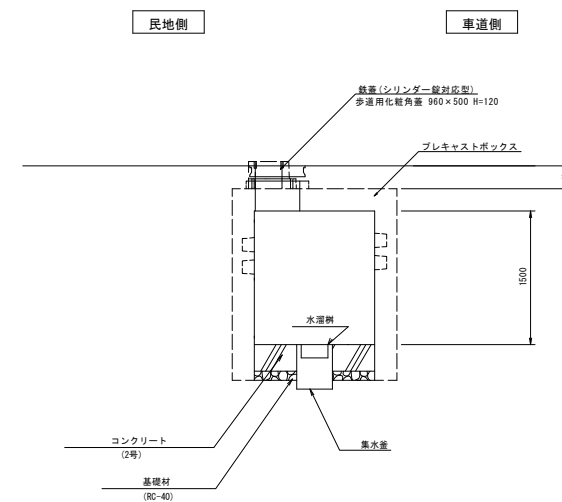 民地側
車道側
鉄蓋(シリンダー錠対応型)
歩道用化粧角蓋 960×500 H=120
プレキャストボックス
1500
水溜桝
コンクリート
(2号)
集水釜
基礎材
(RC-40)